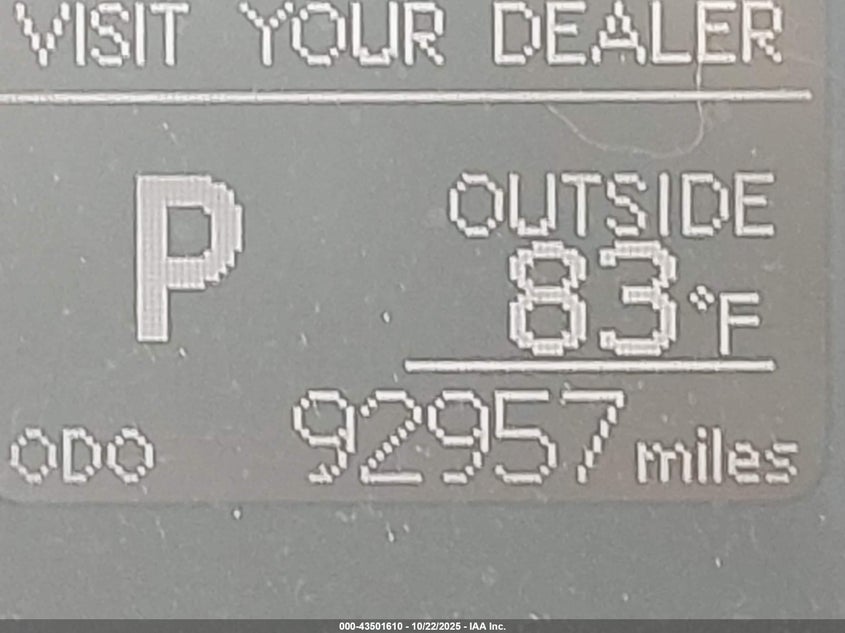 VISIT YOUR DEALER
P
OUTSIDE
83°F
ODO 92957 miles
000-43501610 - 10/22/2025 - IAA Inc.